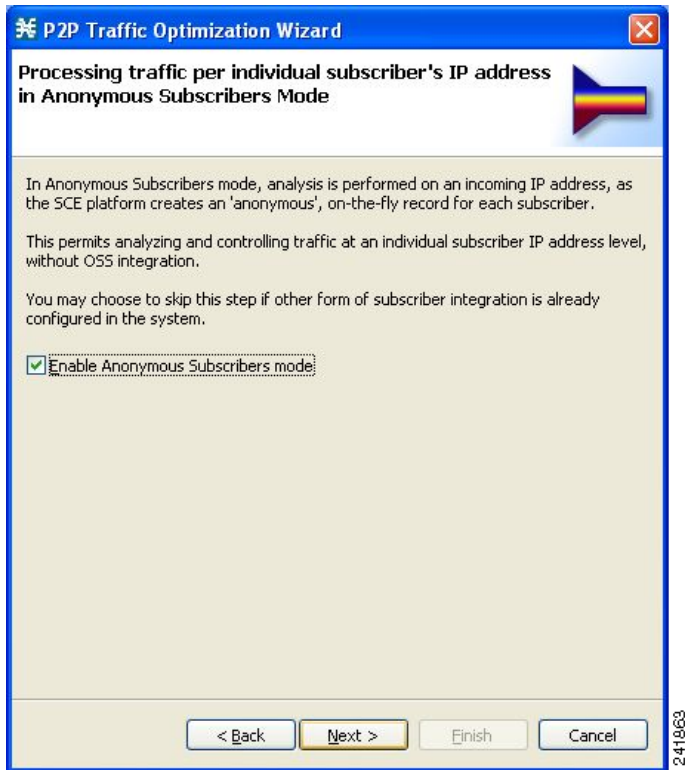 P2P Traffic Optimization Wizard
Processing traffic per individual subscriber's IP address
in Anonymous Subscribers Mode
In Anonymous Subscribers mode, analysis is performed on an incoming IP address, as
the SCE platform creates an 'anonymous', on-the-fly record for each subscriber.
This permits analyzing and controlling traffic at an individual subscriber IP address level,
without OSS integration.
You may choose to skip this step if other form of subscriber integration is already
configured in the system.
Enable Anonymous Subscribers mode
< Back
Next >
Finish
Cancel
241863